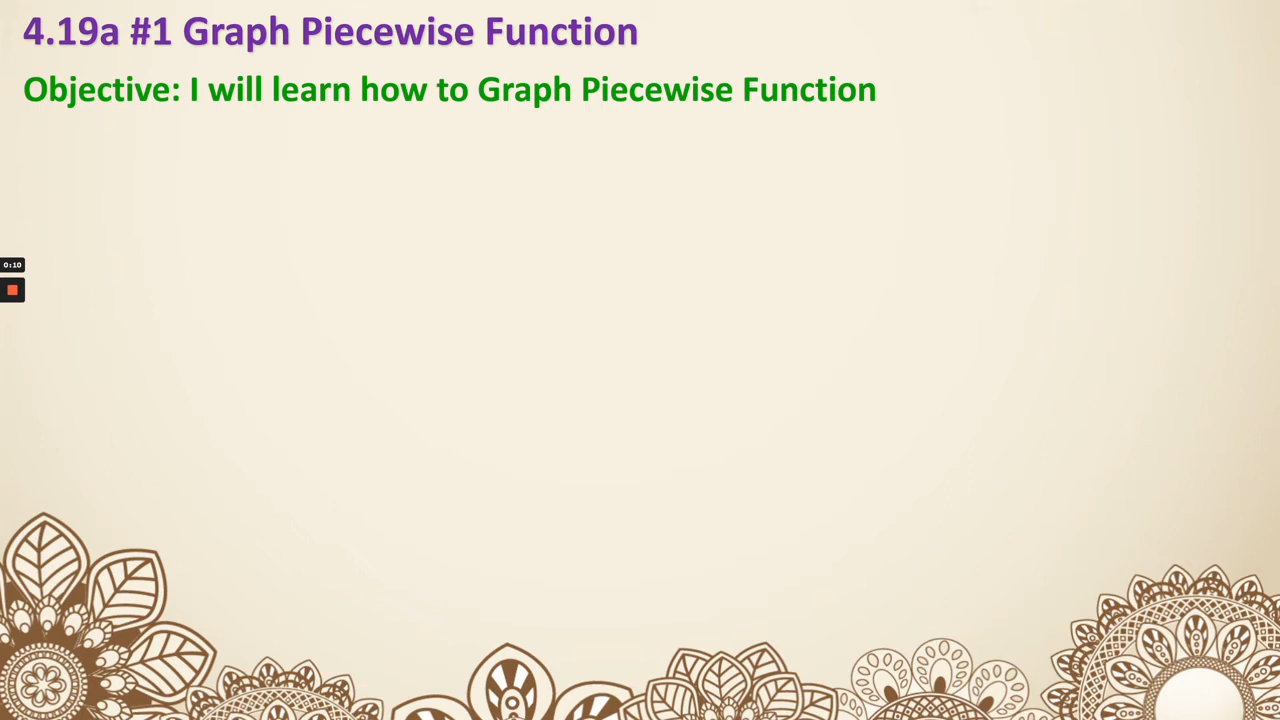 4.19a #1 Graph Piecewise Function
Objective: I will learn how to Graph Piecewise Function
0:10